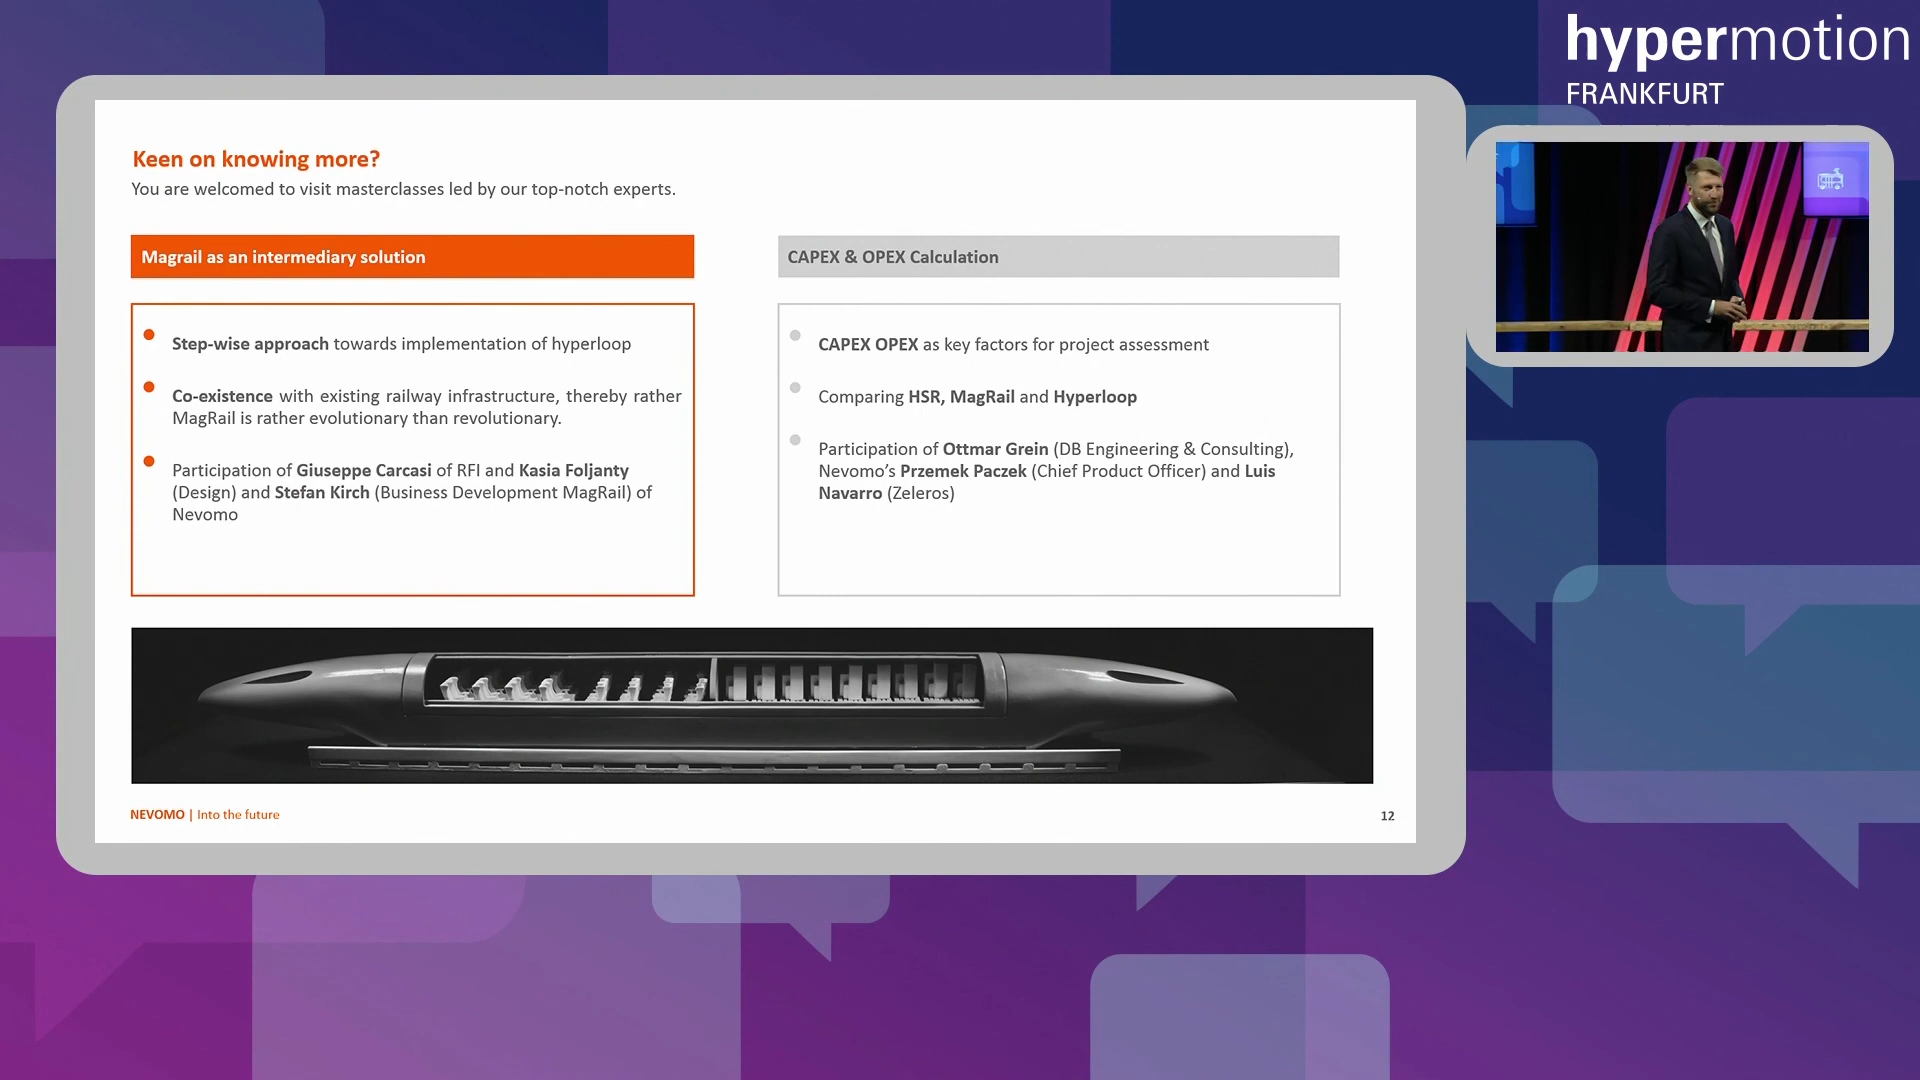 hypermotion
FRANKFURT
Keen on knowing more?
You are welcomed to visit masterclasses led by our top-notch experts.
Magrail as an intermediary solution
Step-wise approach towards implementation of hyperloop
Co-existence with existing railway infrastructure, thereby rather
MagRail is rather evolutionary than revolutionary.
Participation of Giuseppe Carcasi of RFI and Kasia Foljanty
(Design) and Stefan Kirch (Business Development MagRail) of
Nevomo
CAPEX & OPEX Calculation
CAPEX OPEX as key factors for project assessment
Comparing HSR, MagRail and Hyperloop
Participation of Ottmar Grein (DB Engineering & Consulting),
Nevomo’s Przemek Paczek (Chief Product Officer) and Luis
Navarro (Zeleros)
NEVOMO | Into the future
12